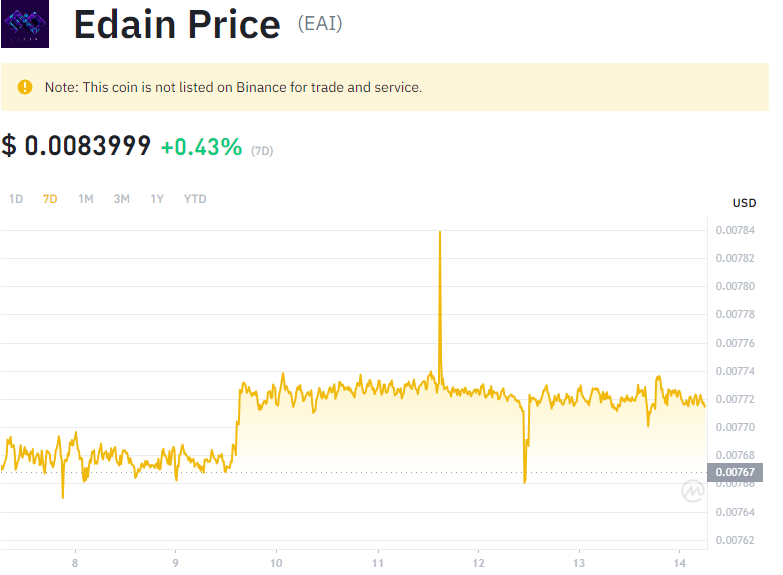 Edain Price (EAI)
Note: This coin is not listed on Binance for trade and service.
$ 0.0083999 +0.43% (7D)
1D 7D 1M 3M 1Y YTD
USD
0.00784
0.00782
0.00780
0.00778
0.00776
0.00774
0.00772
0.00770
0.00768
0.00767
0.00766
0.00764
0.00762
8 9 10 11 12 13 14